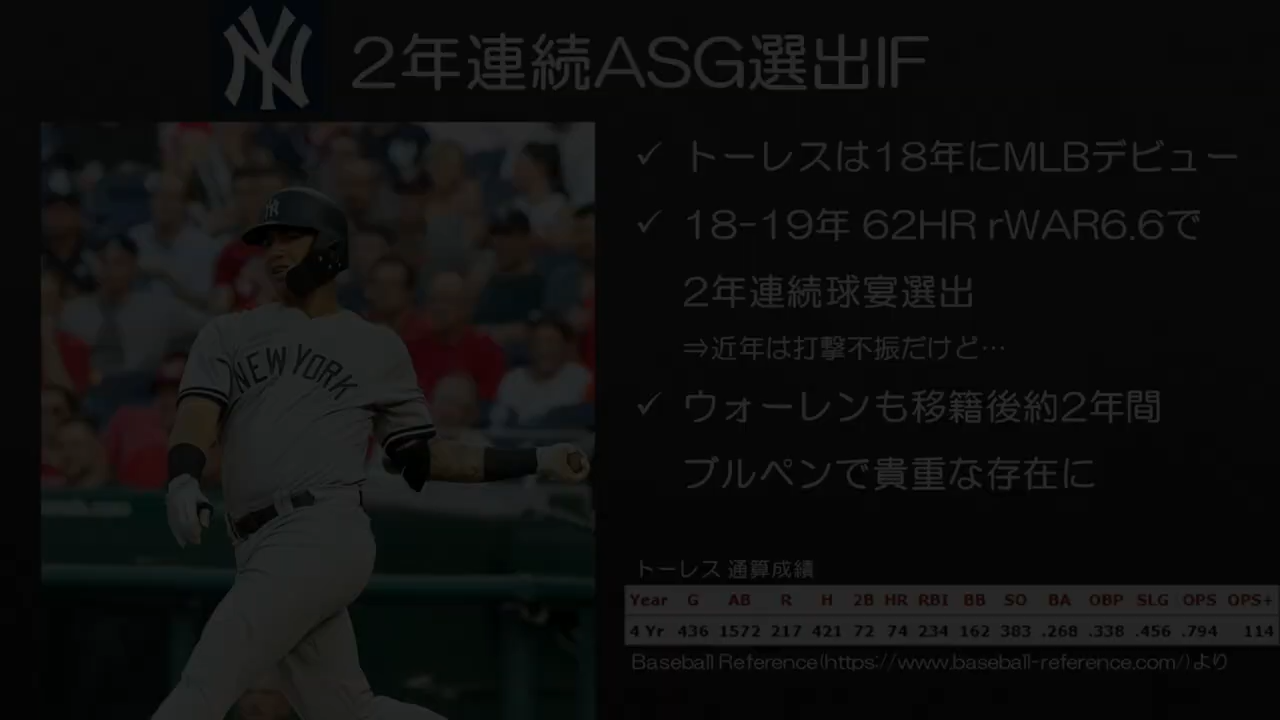 2年連続ASG選出IF
✓ トーレスは18年にMLBデビュー
✓ 18-19年 62HR rWAR6.6で
2年連続球宴選出
⇒近年は打撃不振だけど…
✓ ウォーレンも移籍後約2年間
ブルペンで貴重な存在に
NEW YORK
トーレス 通算成績
Year G AB R H 2B HR RBI BB SO BA OBP SLG OPS OPS+
4 Yr 436 1572 217 421 72 74 234 162 383 .268 .338 .456 .794 114
Baseball Reference(https://www.baseball-reference.com/)より